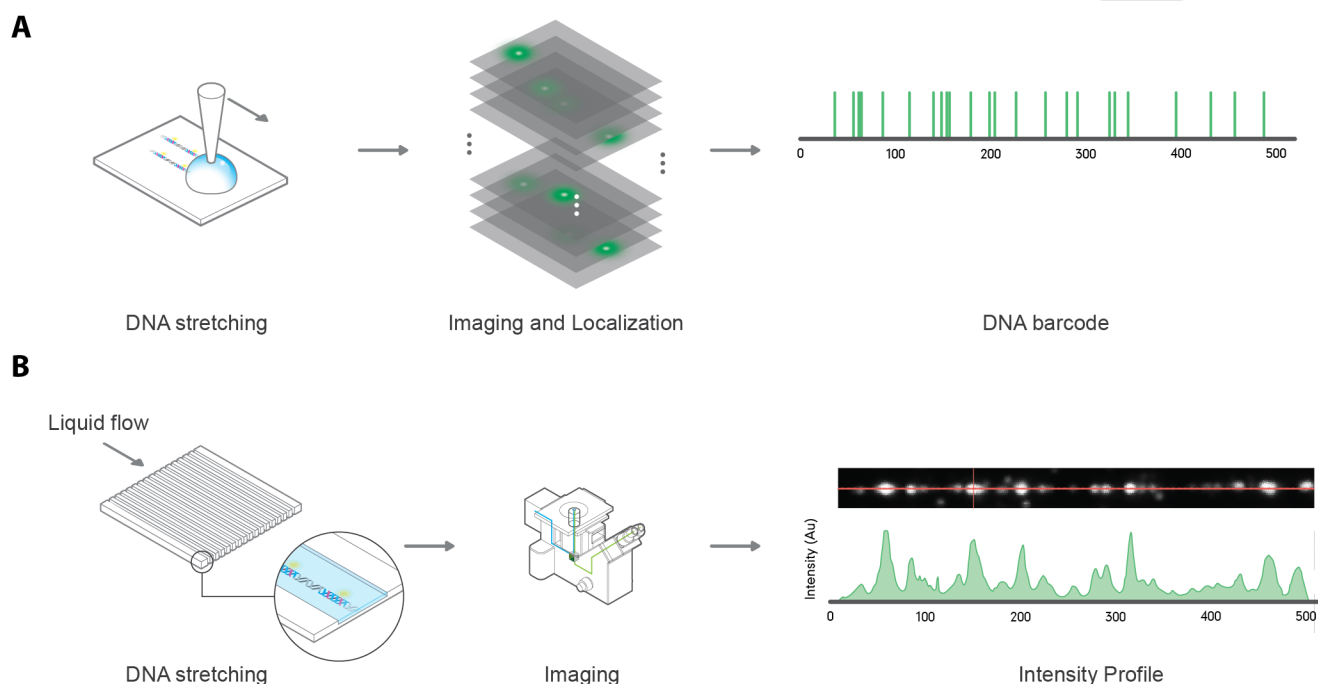 A
0 100 200 300 400 500
DNA stretching
Imaging and Localization
DNA barcode
B
Liquid flow
Intensity (Au)
0 100 200 300 400 500
DNA stretching
Imaging
Intensity Profile